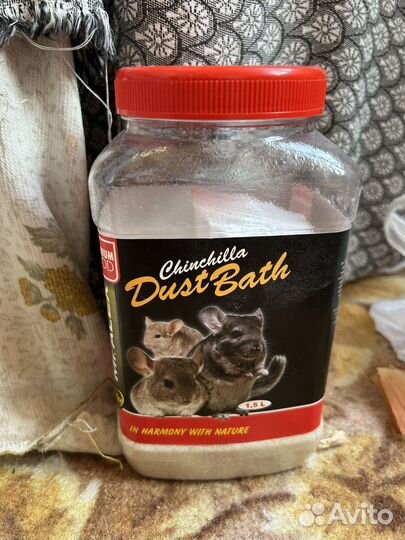 Chinchilla
Dust Bath
1,5 L
IN HARMONY WITH NATURE
Avito